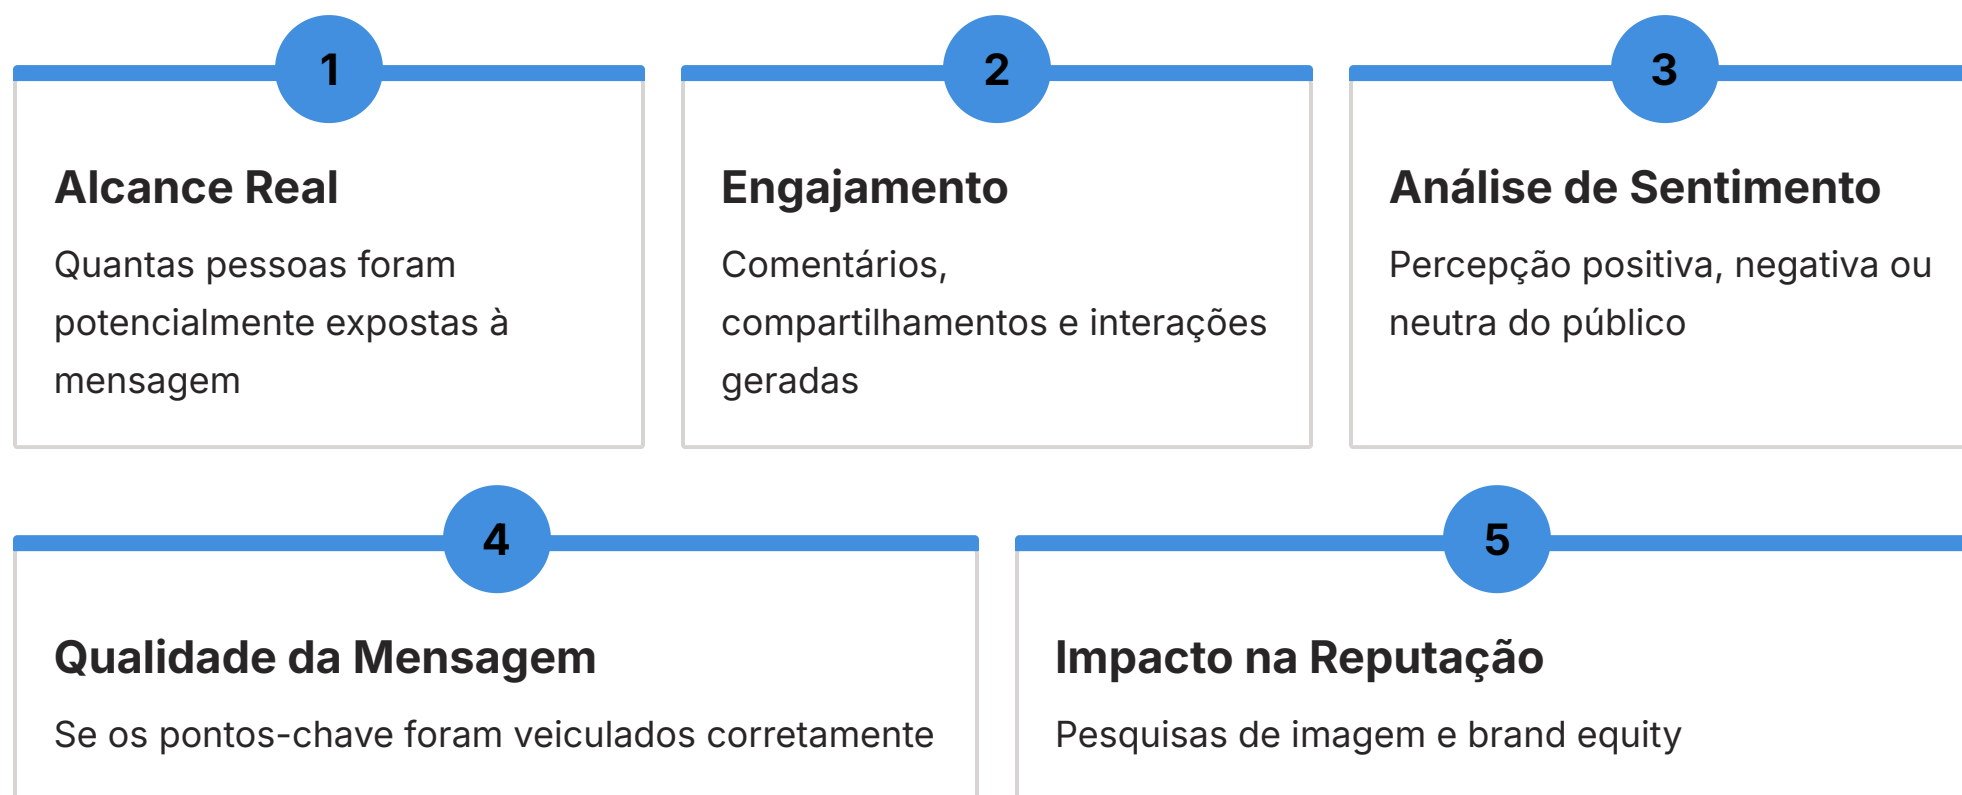 1
Alcance Real
Quantas pessoas foram
potencialmente expostas à
mensagem
2
Engajamento
Comentários,
compartilhamentos e interações
geradas
3
Análise de Sentimento
Percepção positiva, negativa ou
neutra do público
4
Qualidade da Mensagem
Se os pontos-chave foram veiculados corretamente
5
Impacto na Reputação
Pesquisas de imagem e brand equity